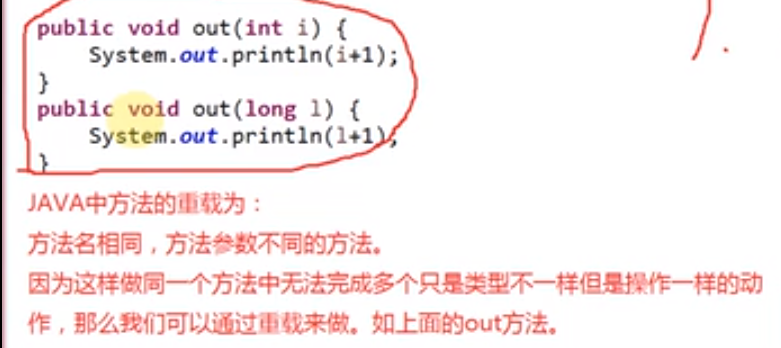 public void out(int i) {
System.out.println(i+1);
}
public void out(long l) {
System.out.println(l+1);
}
JAVA中方法的重载为：
方法名相同，方法参数不同的方法。
因为这样做同一个方法中无法完成多个只是类型不一样但是操作一样的动
作，那么我们可以通过重载来做。如上面的out方法。